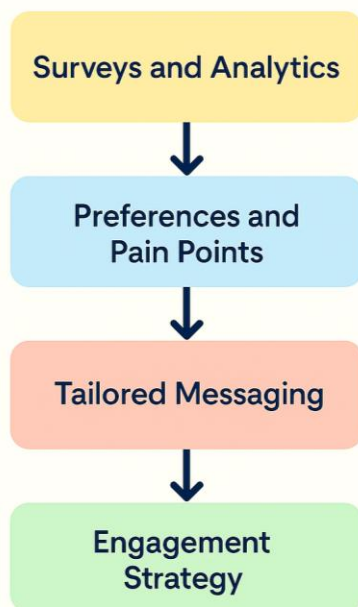 Surveys and Analytics
Preferences and
Pain Points
Tailored Messaging
Engagement
Strategy